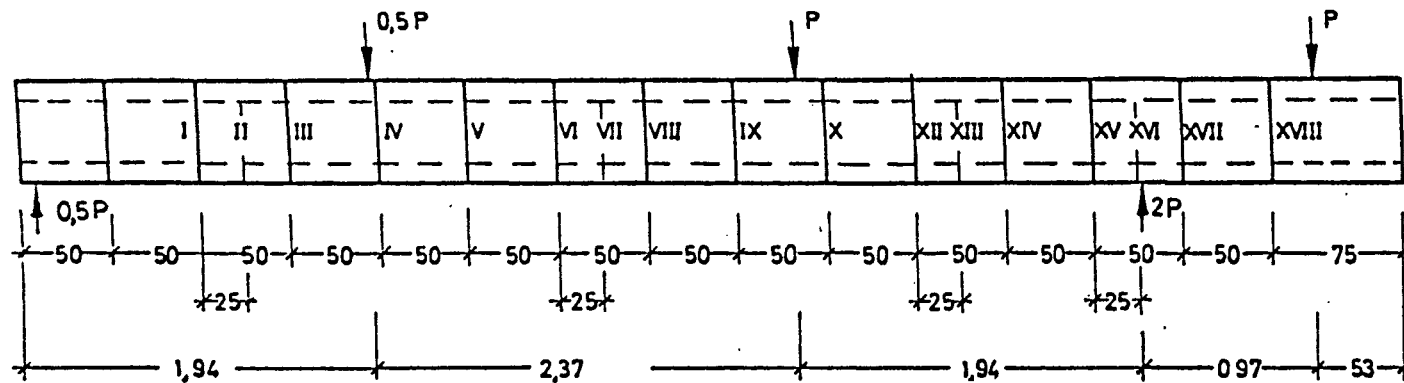 0,5 P P P
I II III IV V VI VII VIII IX X XII XIII XIV XV XVI XVII XVIII
0,5P 2P
50 50 50 50 50 50 50 50 50 50 50 50 50 50 75
25 25 25 25
1,94 2,37 1,94 0 97 53